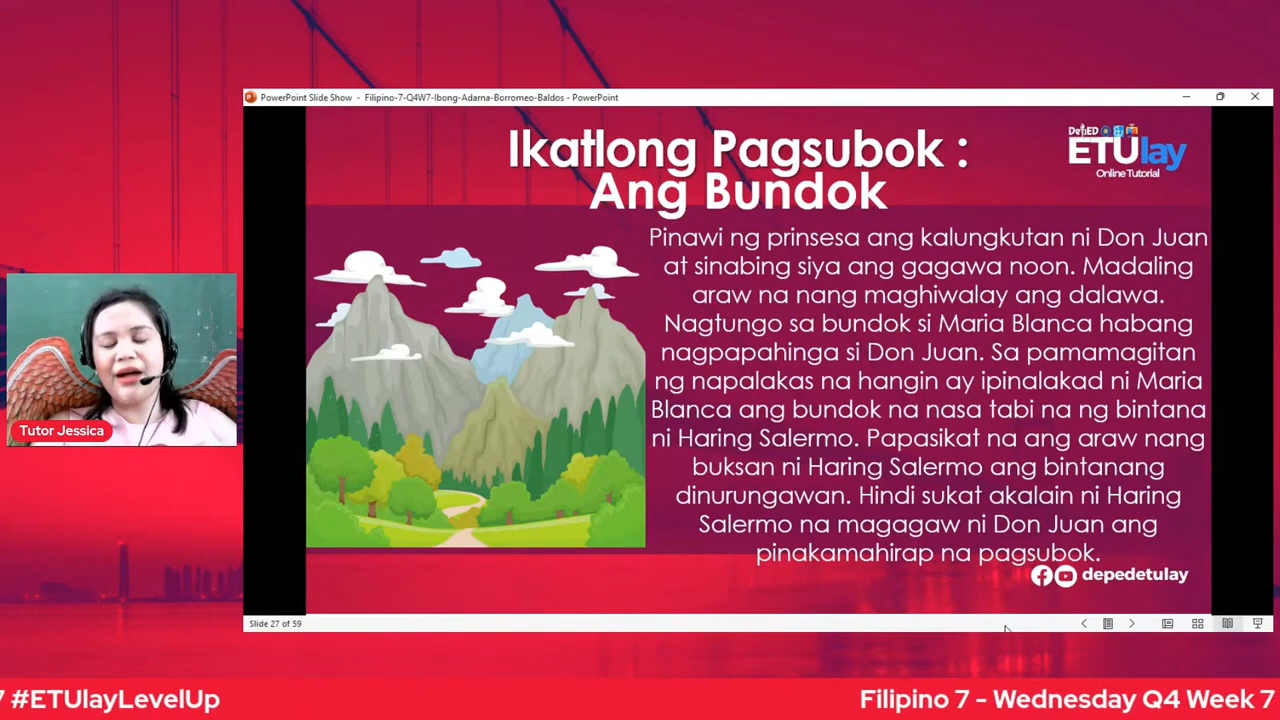 PowerPoint Slide Show - Filipino-7-Q4W7-Ibong-Adarna-Borromeo-Baldos - PowerPoint
Ikatlong Pagsubok :
Ang Bundok
DepED
ETUlay
Online Tutorial
Pinawi ng prinsesa ang kalungkutan ni Don Juan
at sinabing siya ang gagawa noon. Madaling
araw na nang maghiwalay ang dalawa.
Nagtungo sa bundok si Maria Blanca habang
nagpapahinga si Don Juan. Sa pamamagitan
ng napalakas na hangin ay ipinalakad ni Maria
Blanca ang bundok na nasa tabi na ng bintana
ni Haring Salermo. Papasikat na ang araw nang
buksan ni Haring Salermo ang bintanang
dinurungawan. Hindi sukat akalain ni Haring
Salermo na magagaw ni Don Juan ang
pinakamahirap na pagsubok.
depedetulay
Tutor Jessica
Slide 27 of 59
7 #ETUlayLevelUp
Filipino 7 - Wednesday Q4 Week 7